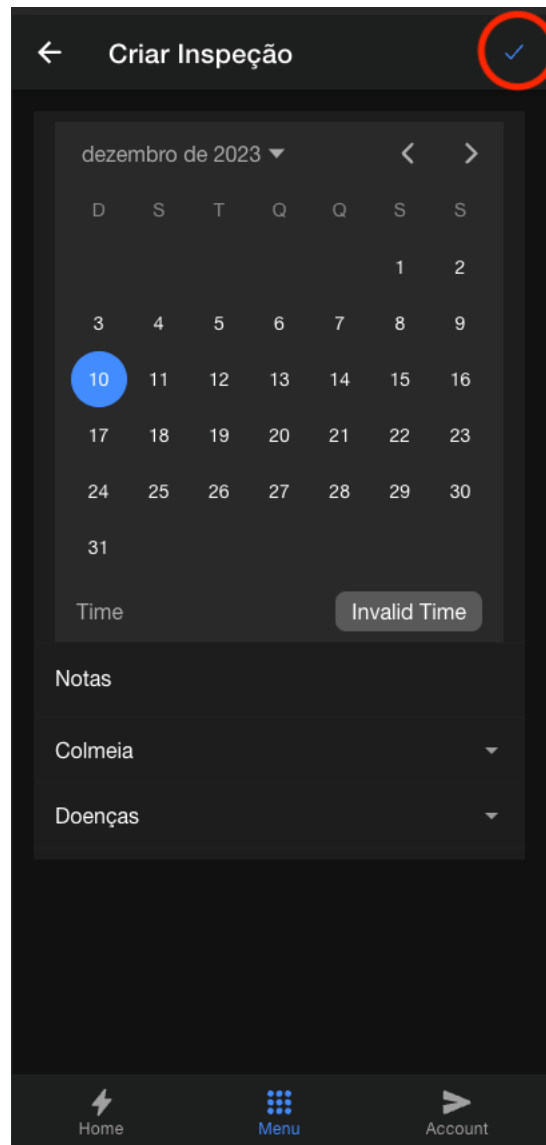 Criar Inspeção
dezembro de 2023
D S T Q Q S S
1 2
3 4 5 6 7 8 9
10 11 12 13 14 15 16
17 18 19 20 21 22 23
24 25 26 27 28 29 30
31
Time Invalid Time
Notas
Colmeia
Doenças
Home Menu Account